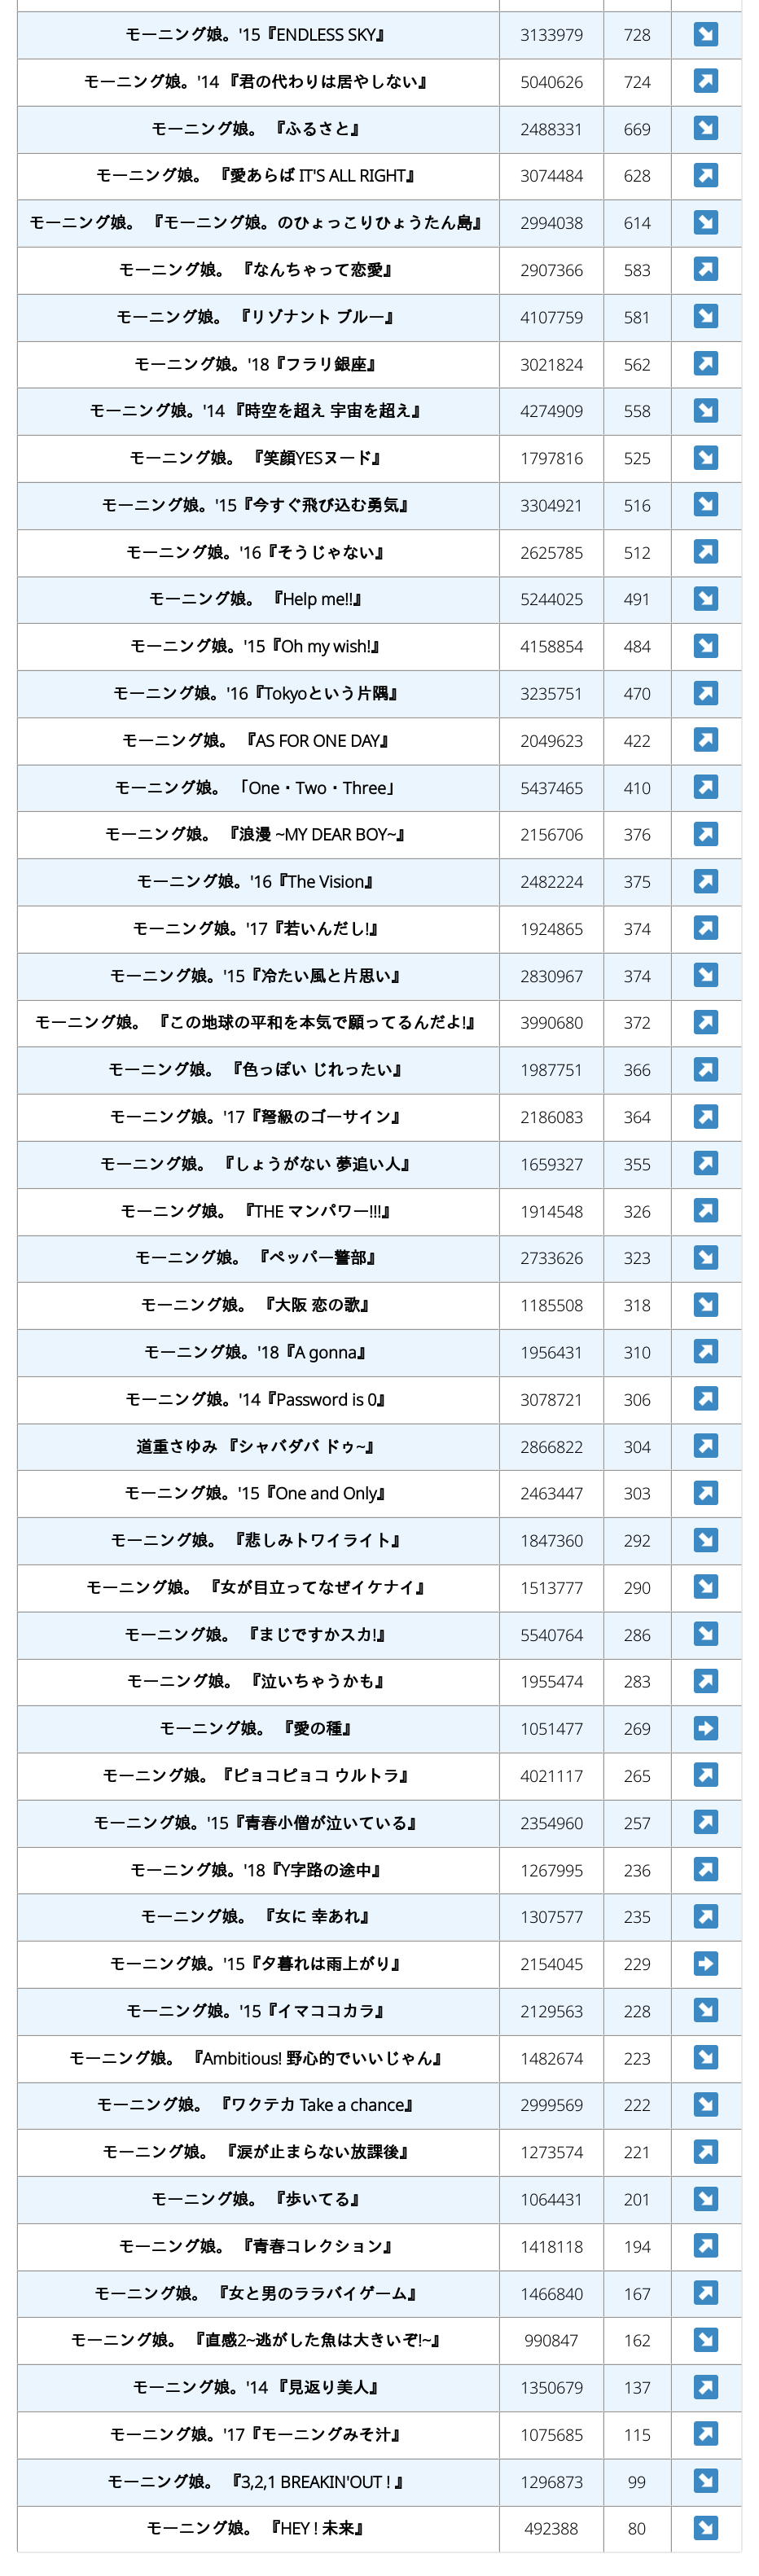 モーニング娘。'15『ENDLESS SKY』 3133979 728 ↘
モーニング娘。'14 『君の代わりは居やしない』 5040626 724 ↗
モーニング娘。 『ふるさと』 2488331 669 ↘
モーニング娘。 『愛あらば IT'S ALL RIGHT』 3074484 628 ↗
モーニング娘。 『モーニング娘。のひょっこりひょうたん島』 2994038 614 ↘
モーニング娘。 『なんちゃって恋愛』 2907366 583 ↗
モーニング娘。 『リゾナント ブルー』 4107759 581 ↘
モーニング娘。'18『フラリ銀座』 3021824 562 ↗
モーニング娘。'14 『時空を超え 宇宙を超え』 4274909 558 ↘
モーニング娘。 『笑顔YESヌード』 1797816 525 ↘
モーニング娘。'15『今すぐ飛び込む勇気』 3304921 516 ↘
モーニング娘。'16『そうじゃない』 2625785 512 ↗
モーニング娘。 『Help me!!』 5244025 491 ↘
モーニング娘。'15『Oh my wish!』 4158854 484 ↘
モーニング娘。'16『Tokyoという片隅』 3235751 470 ↗
モーニング娘。 『AS FOR ONE DAY』 2049623 422 ↗
モーニング娘。 「One・Two・Three」 5437465 410 ↗
モーニング娘。 『浪漫 ~MY DEAR BOY~』 2156706 376 ↗
モーニング娘。'16『The Vision』 2482224 375 ↗
モーニング娘。'17『若いんだし!』 1924865 374 ↗
モーニング娘。'15『冷たい風と片思い』 2830967 374 ↘
モーニング娘。 『この地球の平和を本気で願ってるんだよ!』 3990680 372 ↗
モーニング娘。 『色っぽい じれったい』 1987751 366 ↗
モーニング娘。'17『弩級のゴーサイン』 2186083 364 ↗
モーニング娘。 『しょうがない 夢追い人』 1659327 355 ↗
モーニング娘。 『THE マンパワー!!!』 1914548 326 ↗
モーニング娘。 『ペッパー警部』 2733626 323 ↘
モーニング娘。 『大阪 恋の歌』 1185508 318 ↘
モーニング娘。'18『A gonna』 1956431 310 ↗
モーニング娘。'14『Password is 0』 3078721 306 ↗
道重さゆみ 『シャバダバ ドゥ~』 2866822 304 ↗
モーニング娘。'15『One and Only』 2463447 303 ↗
モーニング娘。 『悲しみトワイライト』 1847360 292 ↘
モーニング娘。 『女が目立ってなぜイケナイ』 1513777 290 ↘
モーニング娘。 『まじですかスカ!』 5540764 286 ↘
モーニング娘。 『泣いちゃうかも』 1955474 283 ↗
モーニング娘。 『愛の種』 1051477 269 ➡
モーニング娘。『ピョコピョコ ウルトラ』 4021117 265 ↗
モーニング娘。'15『青春小僧が泣いている』 2354960 257 ↗
モーニング娘。'18『Y字路の途中』 1267995 236 ↗
モーニング娘。 『女に 幸あれ』 1307577 235 ↗
モーニング娘。'15『夕暮れは雨上がり』 2154045 229 ➡
モーニング娘。'15『イマココカラ』 2129563 228 ↘
モーニング娘。 『Ambitious! 野心的でいいじゃん』 1482674 223 ↘
モーニング娘。 『ワクテカ Take a chance』 2999569 222 ↘
モーニング娘。 『涙が止まらない放課後』 1273574 221 ↗
モーニング娘。 『歩いてる』 1064431 201 ↘
モーニング娘。 『青春コレクション』 1418118 194 ↗
モーニング娘。 『女と男のララバイゲーム』 1466840 167 ↗
モーニング娘。 『直感2~逃がした魚は大きいぞ!~』 990847 162 ↘
モーニング娘。'14 『見返り美人』 1350679 137 ↗
モーニング娘。'17『モーニングみそ汁』 1075685 115 ↗
モーニング娘。 『3,2,1 BREAKIN'OUT ! 』 1296873 99 ↘
モーニング娘。 『HEY ! 未来』 492388 80 ↘